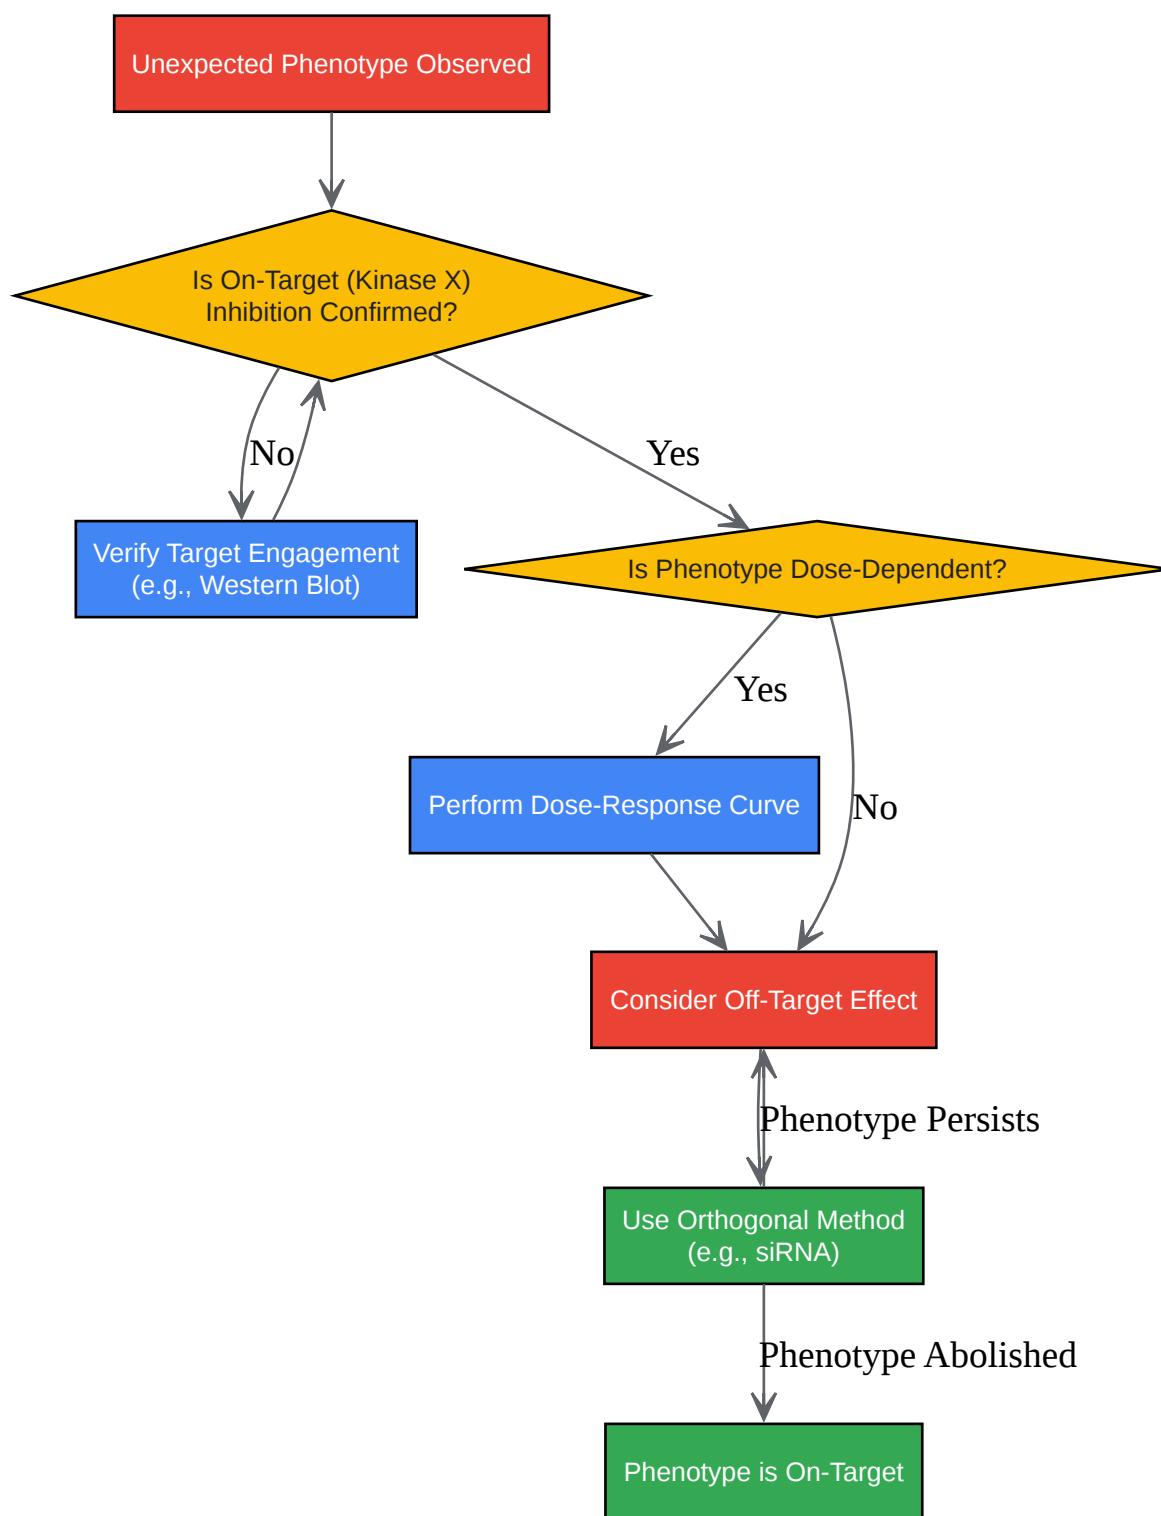 Unexpected Phenotype Observed
Is On-Target (Kinase X)
Inhibition Confirmed?
No
Yes
Verify Target Engagement
(e.g., Western Blot)
Is Phenotype Dose-Dependent?
Yes
Perform Dose-Response Curve
No
Consider Off-Target Effect
Phenotype Persists
Use Orthogonal Method
(e.g., siRNA)
Phenotype Abolished
Phenotype is On-Target